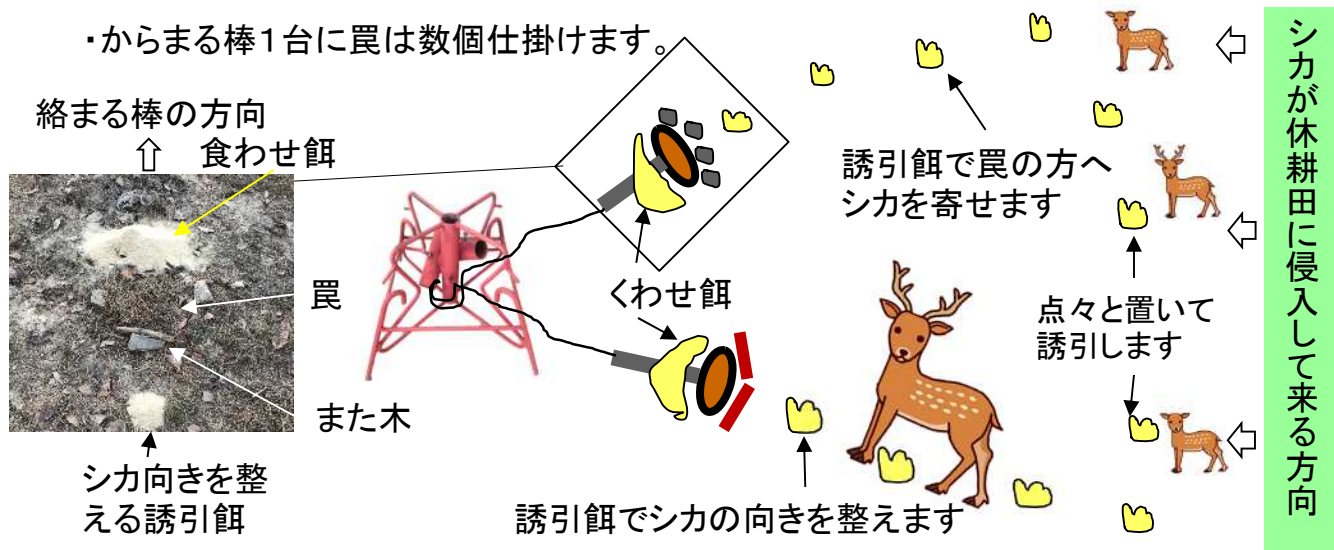 ・からまる棒１台に罠は数個仕掛けます。
絡まる棒の方向
食わせ餌
罠
また木
シカ向きを整
える誘引餌
くわせ餌
誘引餌で罠の方へ
シカを寄せます
点々と置いて
誘引します
誘引餌でシカの向きを整えます
シカが休耕田に侵入して来る方向